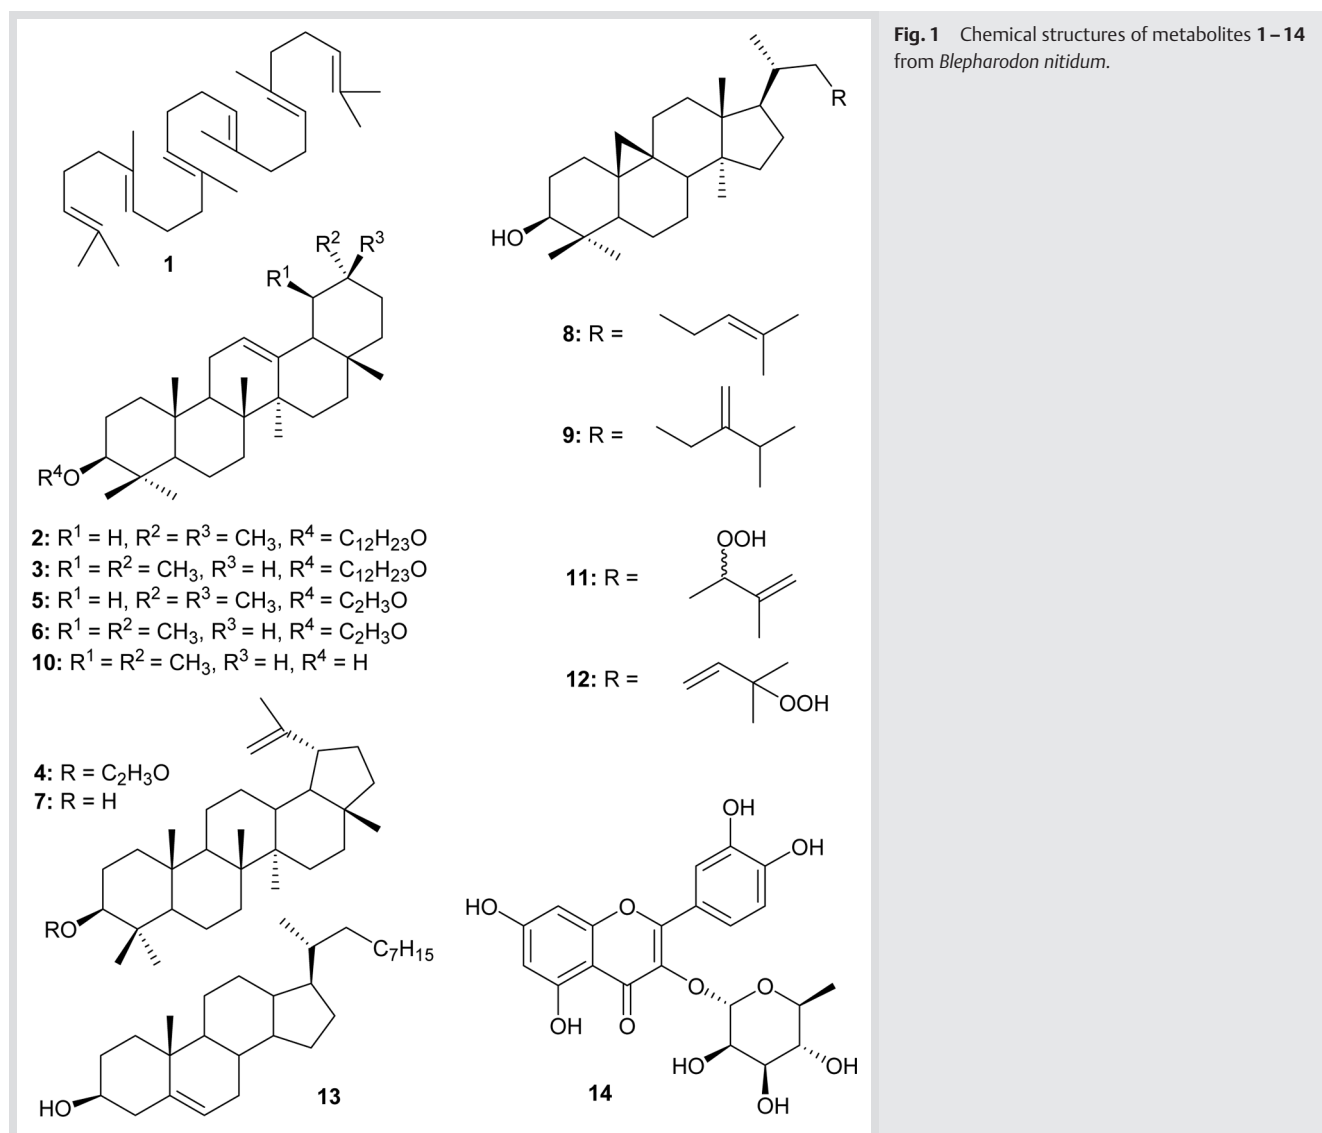 Fig. 1 Chemical structures of metabolites 1–14
from Blepharodon nitidum.
1
R² R³
R¹
R⁴O
2: R¹ = H, R² = R³ = CH₃, R⁴ = C₁₂H₂₃O
3: R¹ = R² = CH₃, R³ = H, R⁴ = C₁₂H₂₃O
5: R¹ = H, R² = R³ = CH₃, R⁴ = C₂H₃O
6: R¹ = R² = CH₃, R³ = H, R⁴ = C₂H₃O
10: R¹ = R² = CH₃, R³ = H, R⁴ = H
4: R = C₂H₃O
7: R = H
RO
C₇H₁₅
HO
13
R
HO
8: R =
9: R =
OOH
11: R =
12: R =
OOH
OH
OH
HO
O
O
O
OH
O
HO
OH
OH
14